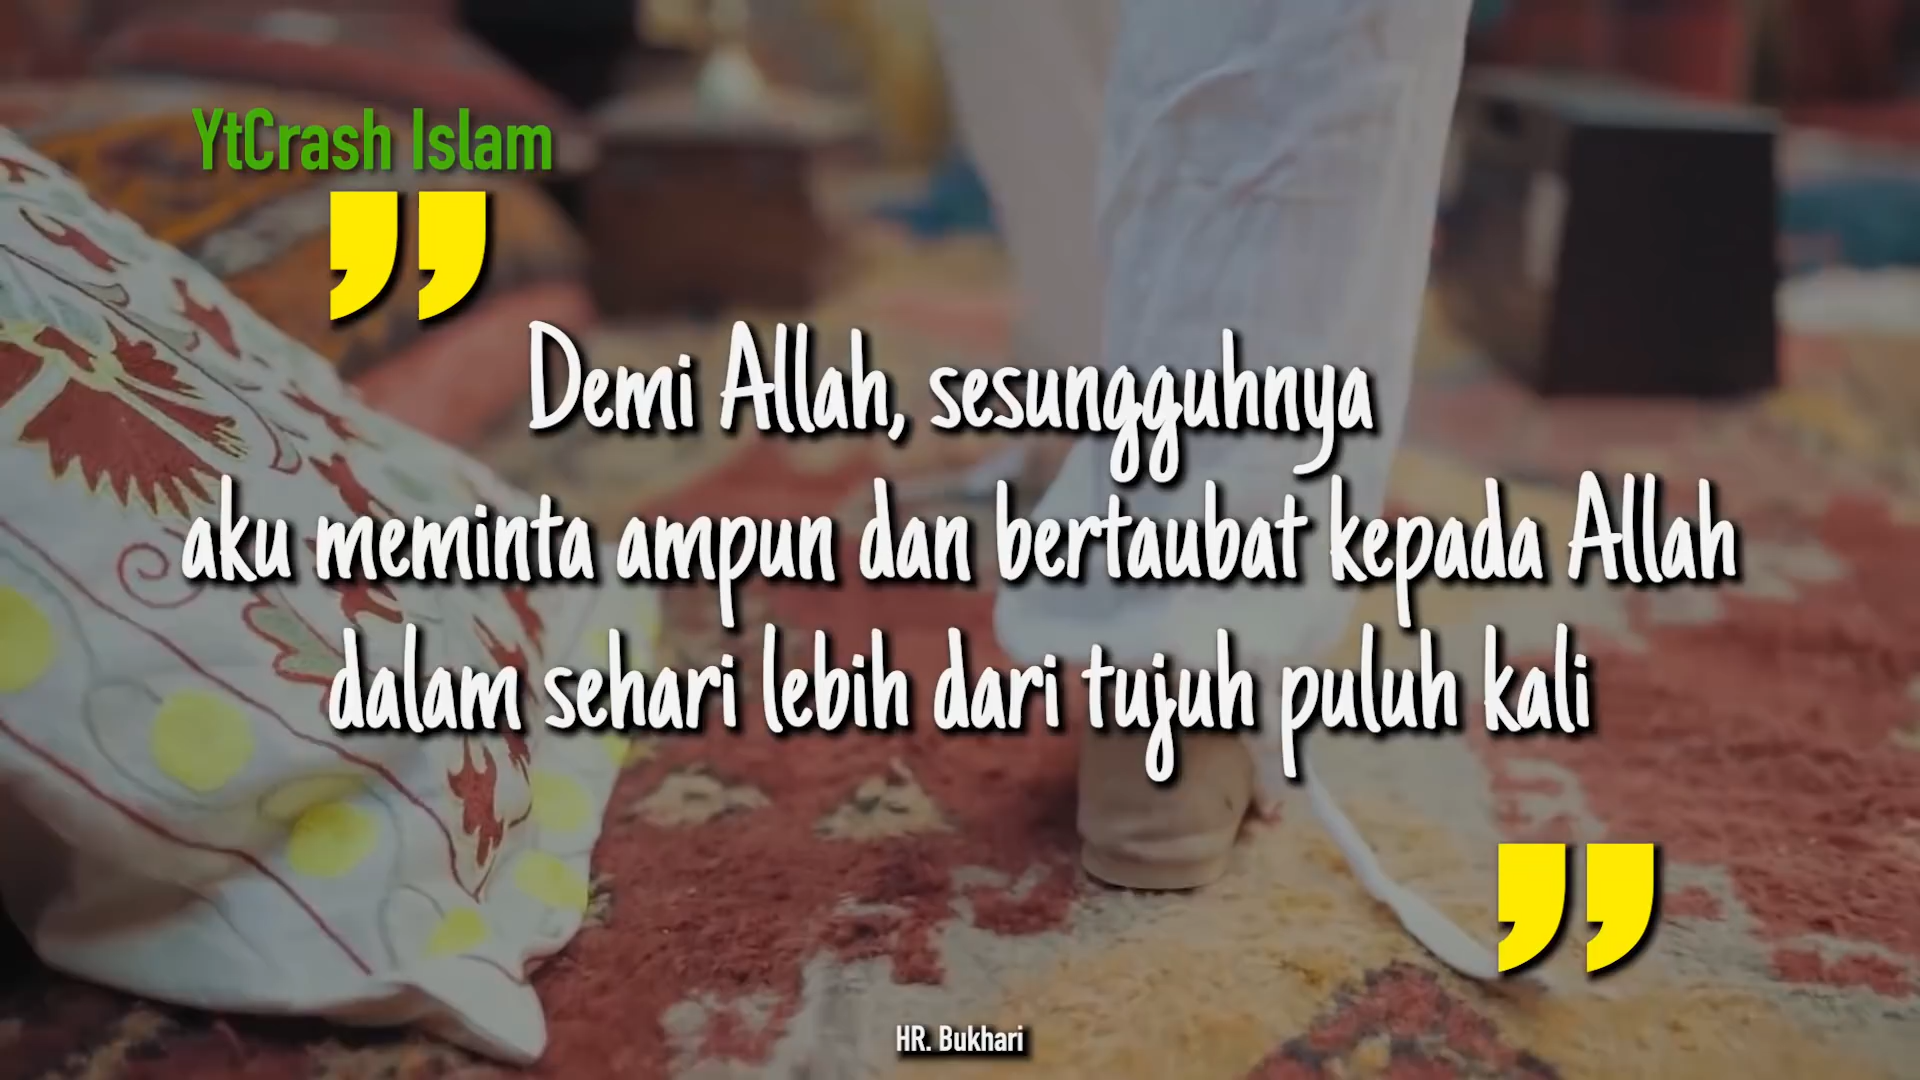 YtCrash Islam
”
Demi Allah, sesungguhnya
aku meminta ampun dan bertaubat kepada Allah
dalam sehari lebih dari tujuh puluh kali
”
HR. Bukhari